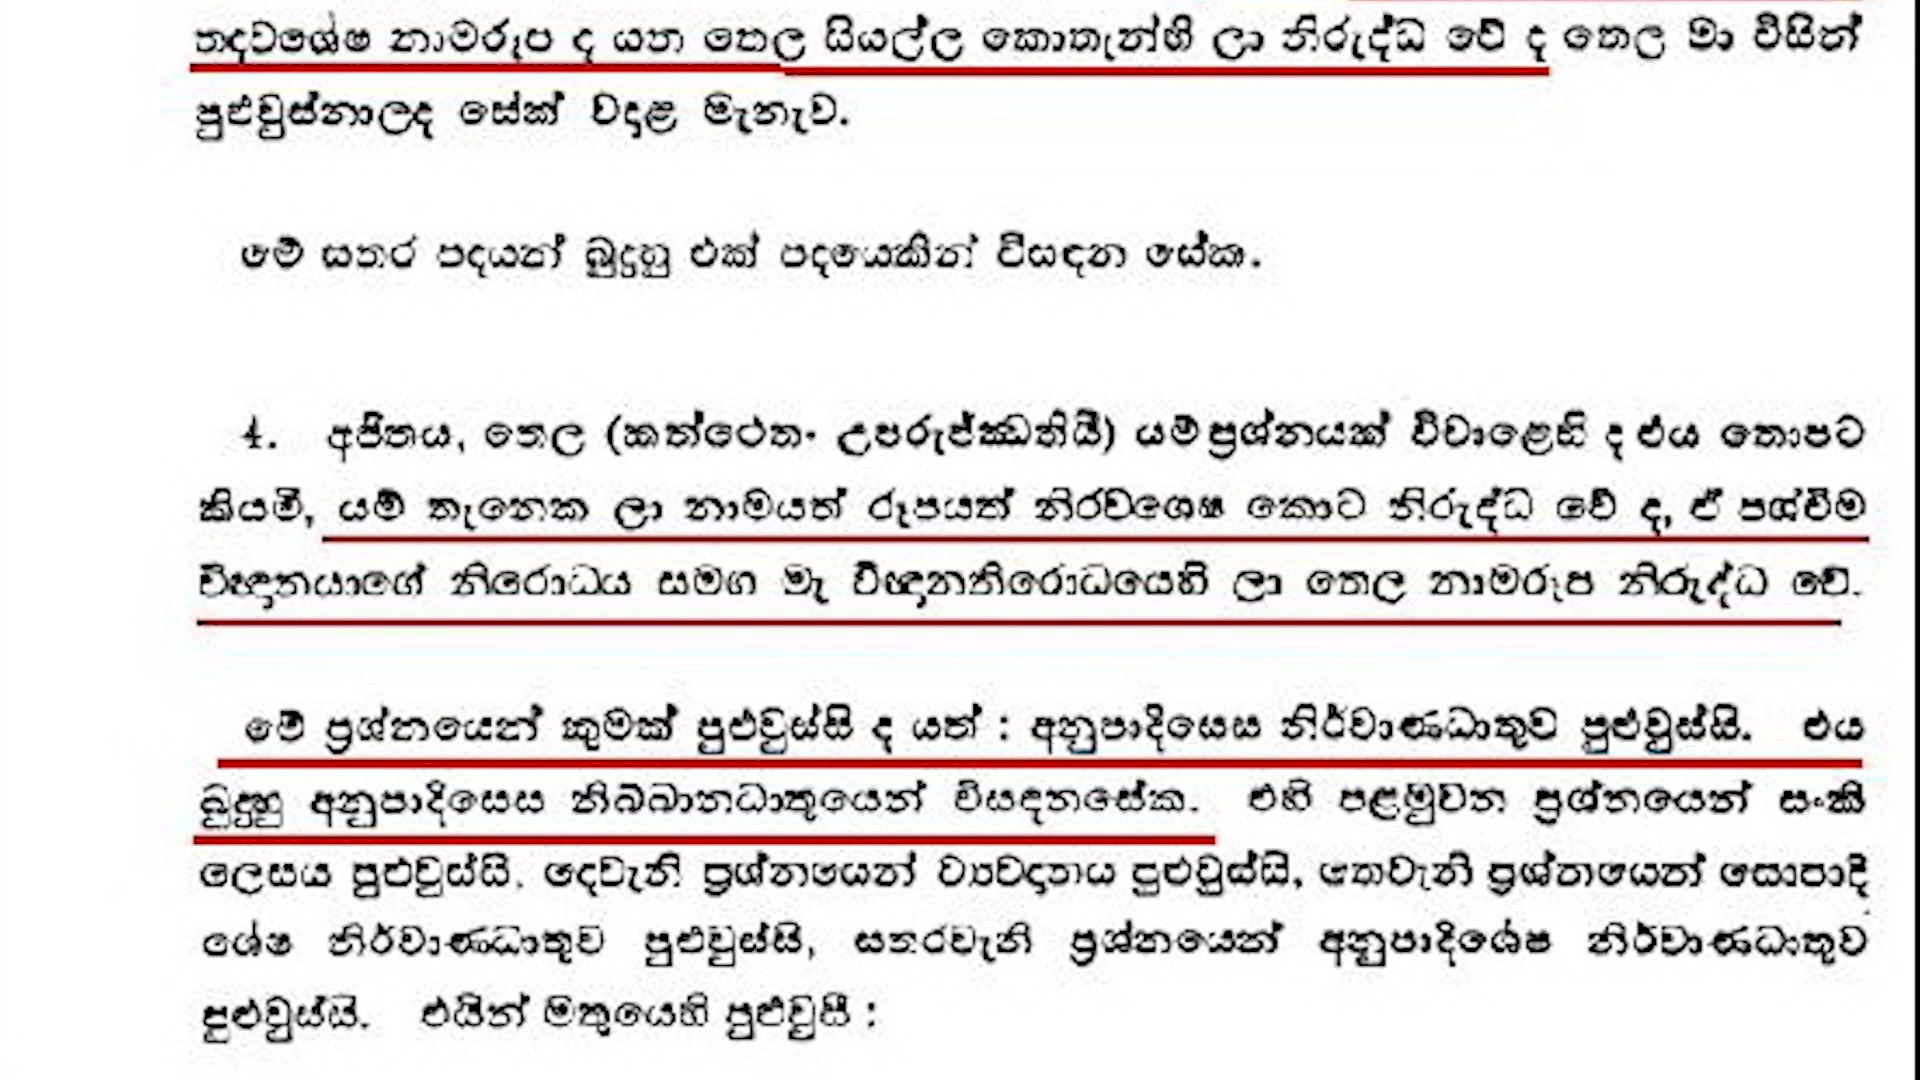 තදවශේෂ නාමරූප ද යන තෙල සියල්ල කොතැන්හි ලා නිරුද්ධ වේ ද තෙල මා විසින්
පුළුවුස්නාලද සේක් වදාළ මැනැව.
මේ සතර පදයන් බුදුහු එක් පදයෙකින් විසඳන සේක.
4. අජිතය, තෙල (කත්ථෙතං උපරුජ්ඣතියි) යම් ප්‍රශ්නයක් විචාළෙහි ද එය තොපට
කියමි, යම් තැනෙක ලා නාමයත් රූපයත් නිරවශෙෂ කොට නිරුද්ධ වේ ද, ඒ පශ්චිම
විඥානයාගේ නිරොධය සමග මැ විඥානනිරොධයෙහි ලා තෙල නාමරූප නිරුද්ධ වේ.
මේ ප්‍රශ්නයෙන් කුමක් පුළුවුස්සි ද යත් : අනුපාදිසෙස නිර්වාණධාතුව පුළුවුස්සි. එය
බුදුහු අනුපාදිසෙස නිබ්බානධාතුයෙන් විසඳනසේක. එහි පළමුවන ප්‍රශ්නයෙන් සංකි
ලෙසය පුළුවුස්යි, දෙවැනි ප්‍රශ්නයෙන් ව්‍යවදානය පුළුවුස්යි, තෙවැනි ප්‍රශ්නයෙන් සොපාදි
ශේෂ නිර්වාණධාතුව පුළුවුස්සි, සතරවැනි ප්‍රශ්නයෙන් අනුපාදිශේෂ නිර්වාණධාතුව
පුළුවුස්යි. එයින් මතුයෙහි පුළුවුසී :